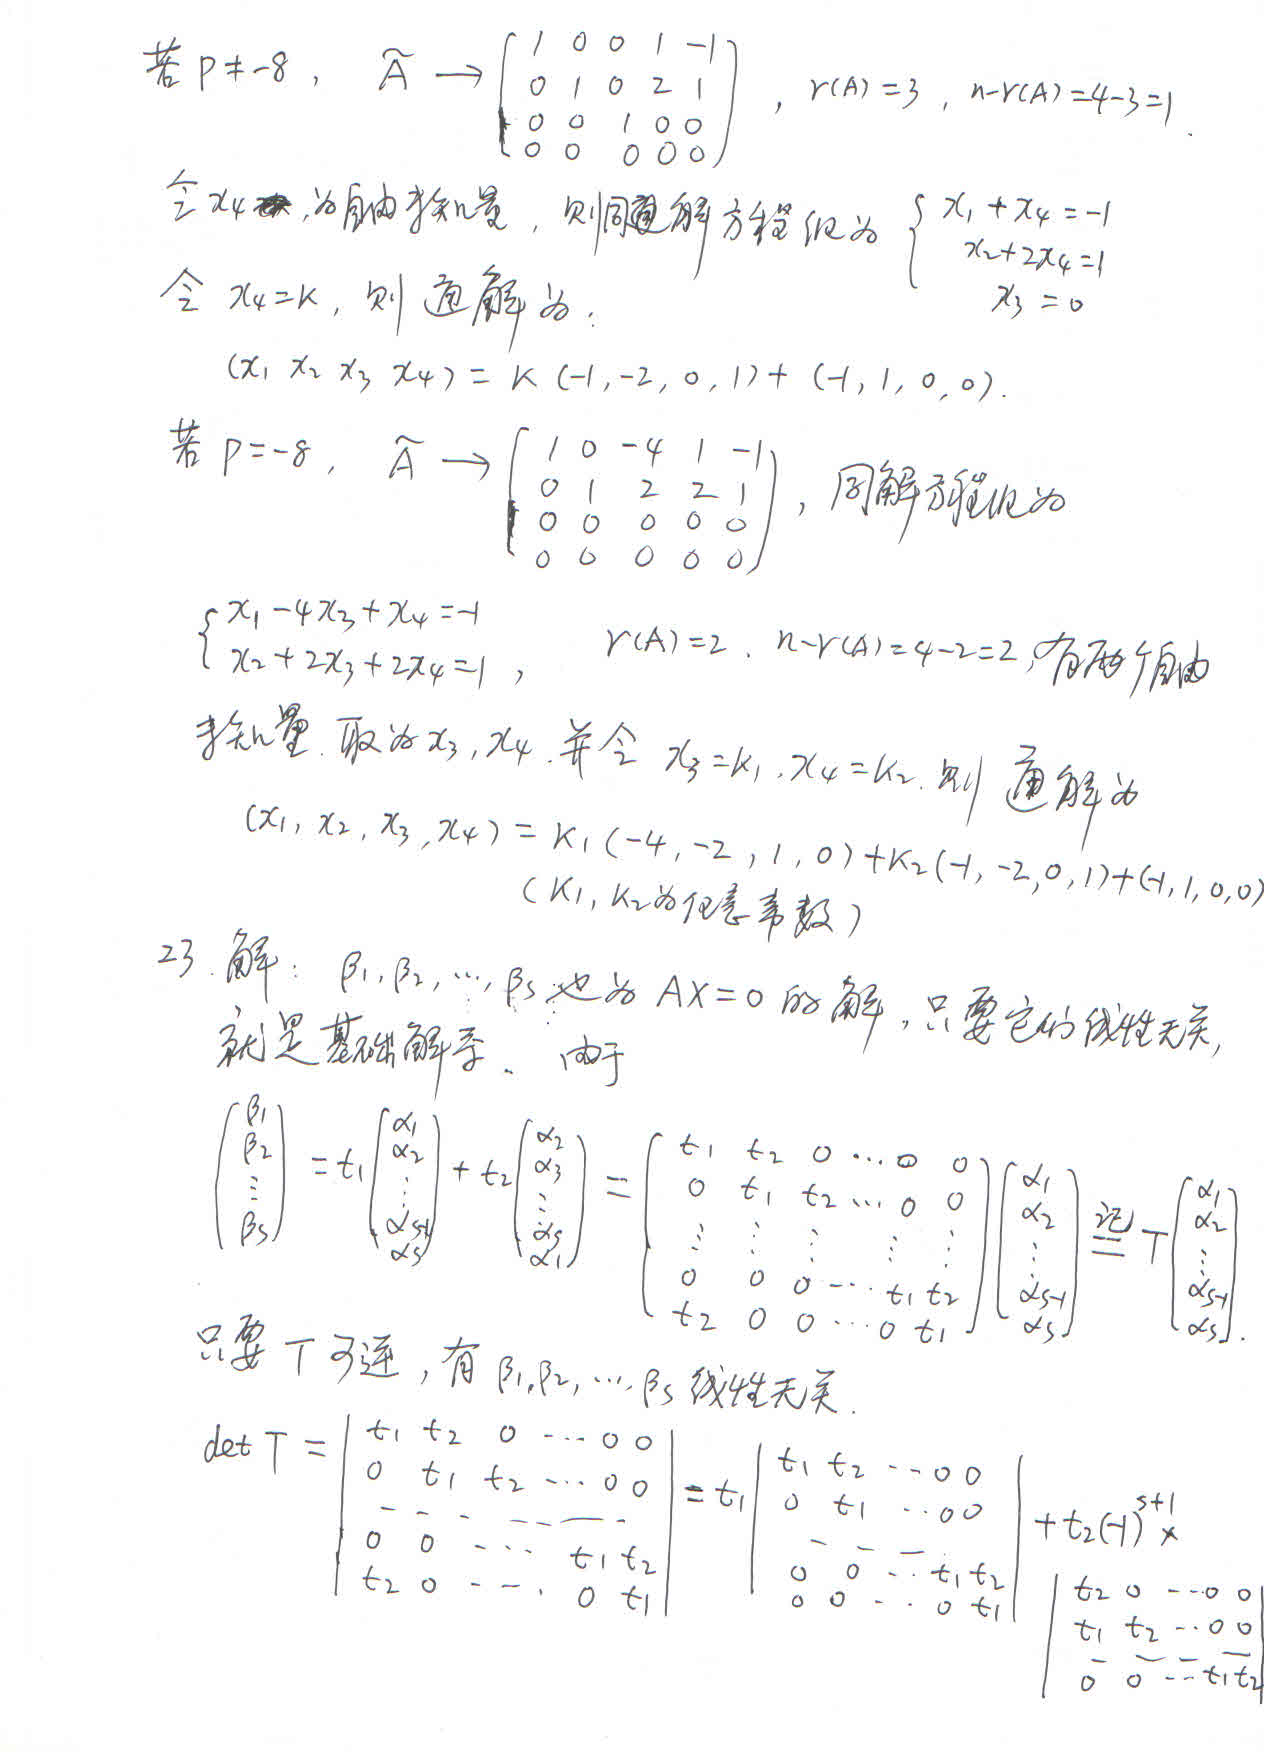 若 P≠-8, Ã → (1 0 0 1 -1; 0 1 0 2 1; 0 0 1 0 0; 0 0 0 0 0), r(A)=3, n-r(A)=4-3=1.
令 x₄ 为自由未知量, 则同解方程组为 { x₁+x₄=-1
x₂+2x₄=1
x₃=0
令 x₄=K, 则通解为:
(x₁ x₂ x₃ x₄) = K(-1,-2,0,1)+(-1,1,0,0).
若 P=-8, Ã → (1 0 -4 1 -1; 0 1 2 2 1; 0 0 0 0 0; 0 0 0 0 0), 同解方程组为
{ x₁-4x₃+x₄=-1
x₂+2x₃+2x₄=1, r(A)=2. n-r(A)=4-2=2, 有两个自由
未知量. 取为 x₃,x₄. 并令 x₃=K₁, x₄=K₂. 则通解为
(x₁,x₂,x₃,x₄)=K₁(-4,-2,1,0)+K₂(-1,-2,0,1)+(-1,1,0,0)
(K₁,K₂为任意常数)
23.解: β₁,β₂,…,βs 也为 AX=0 的解, 只要它们线性无关,
就是基础解系. 由于
(β₁; β₂; ⋮; βs) = t₁(α₁; α₂; ⋮; αs-1; αs) + t₂(α₂; α₃; ⋮; αs; α₁) = (t₁ t₂ 0 … 0 0; 0 t₁ t₂ … 0 0; ⋮ ⋮ ⋮ ⋮ ⋮; 0 0 0 … t₁ t₂; t₂ 0 0 … 0 t₁)(α₁; α₂; ⋮; αs-1; αs) 记= T(α₁; α₂; ⋮; αs-1; αs).
只要 T 可逆, 有 β₁,β₂,…,βs 线性无关.
det T = |t₁ t₂ 0 … 0 0; 0 t₁ t₂ … 0 0; - - - - - -; 0 0 … t₁ t₂; t₂ 0 … 0 t₁| = t₁|t₁ t₂ … 0 0; 0 t₁ … 0 0; - - -; 0 0 … t₁ t₂; 0 0 … 0 t₁| + t₂(-1)^(s+1) ×
|t₂ 0 … 0 0; t₁ t₂ … 0 0; - - - -; 0 0 … t₁ t₂|